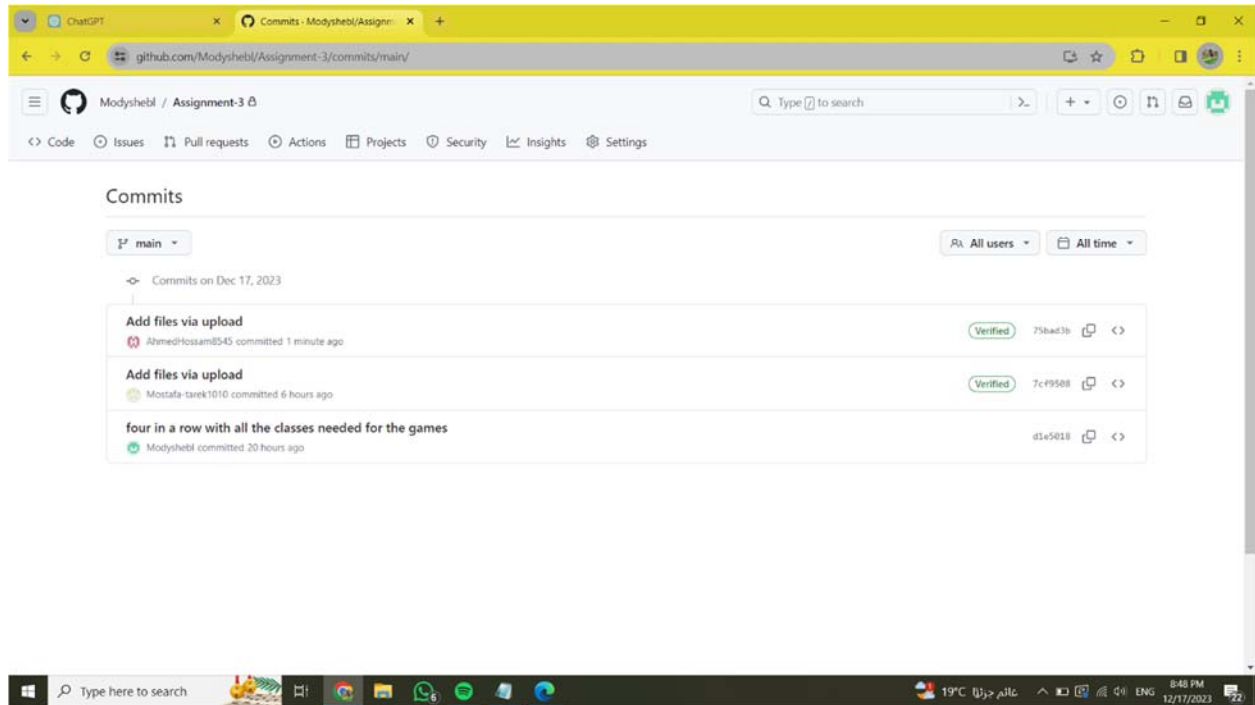 ChatGPT
Commits · Modyshebl/Assignm
github.com/Modyshebl/Assignment-3/commits/main/
Modyshebl / Assignment-3
Type / to search
Code Issues Pull requests Actions Projects Security Insights Settings
Commits
main
All users
All time
Commits on Dec 17, 2023
Add files via upload
AhmedHossam8545 committed 1 minute ago
Verified 75bad3b
Add files via upload
Mostafa-tarek1010 committed 6 hours ago
Verified 7cf9508
four in a row with all the classes needed for the games
Modyshebl committed 20 hours ago
d1e5018
Type here to search
6
19°C غائم جزئيًا
ENG
8:48 PM
12/17/2023
22